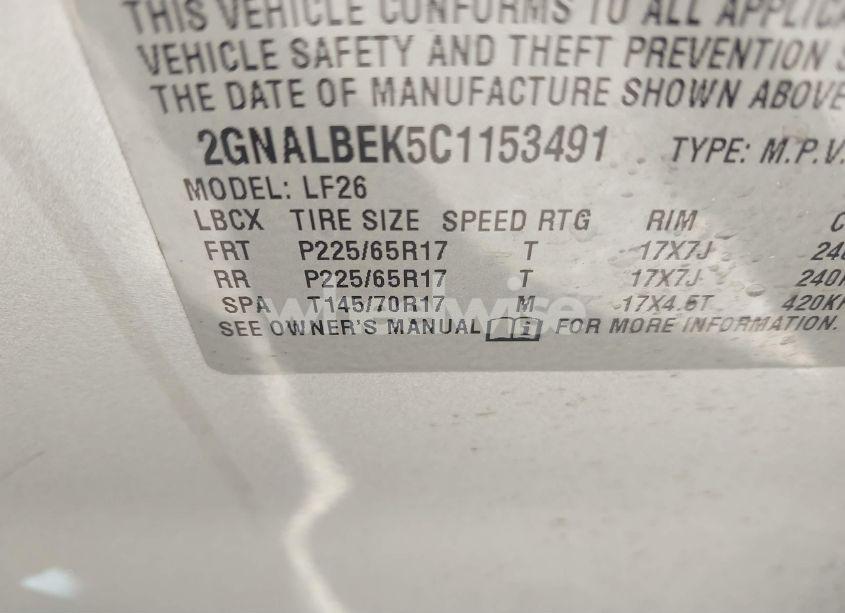 THIS VEHICLE CONFORMS TO ALL
VEHICLE SAFETY AND THEFT PREVENTION
THE DATE OF MANUFACTURE SHOWN ABOVE
2GNALBEK5C1153491 TYPE: M.P.V.
MODEL: LF26
LBCX TIRE SIZE SPEED RTG RIM
FRT P225/65R17 T 17X7J
RR P225/65R17 T 17X7J
SPA T145/70R17 M 17X4.5T
SEE OWNER'S MANUAL FOR MORE INFORMATION.